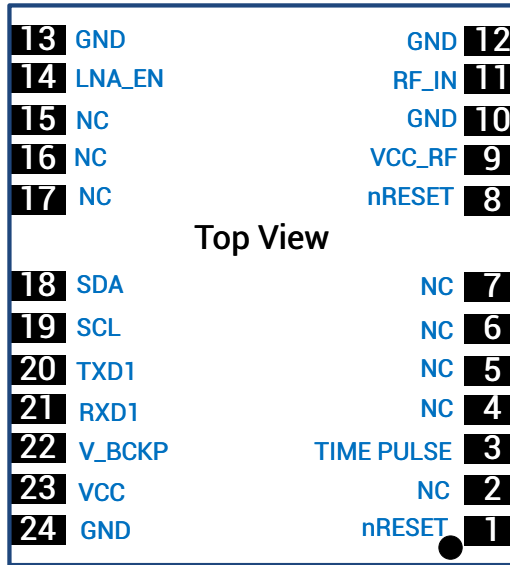 13 GND GND 12
14 LNA_EN RF_IN 11
15 NC GND 10
16 NC VCC_RF 9
17 NC nRESET 8
Top View
18 SDA NC 7
19 SCL NC 6
20 TXD1 NC 5
21 RXD1 NC 4
22 V_BCKP TIME PULSE 3
23 VCC NC 2
24 GND nRESET 1